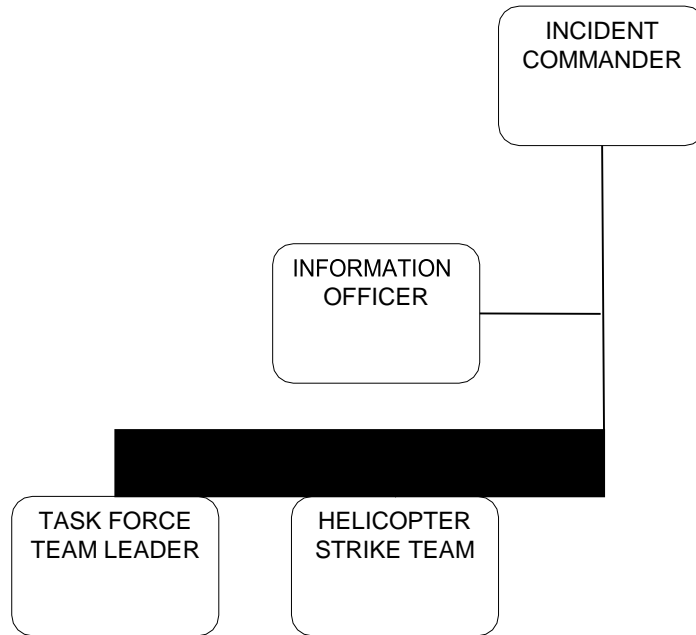 INCIDENT
COMMANDER
INFORMATION
OFFICER
TASK FORCE
TEAM LEADER
HELICOPTER
STRIKE TEAM